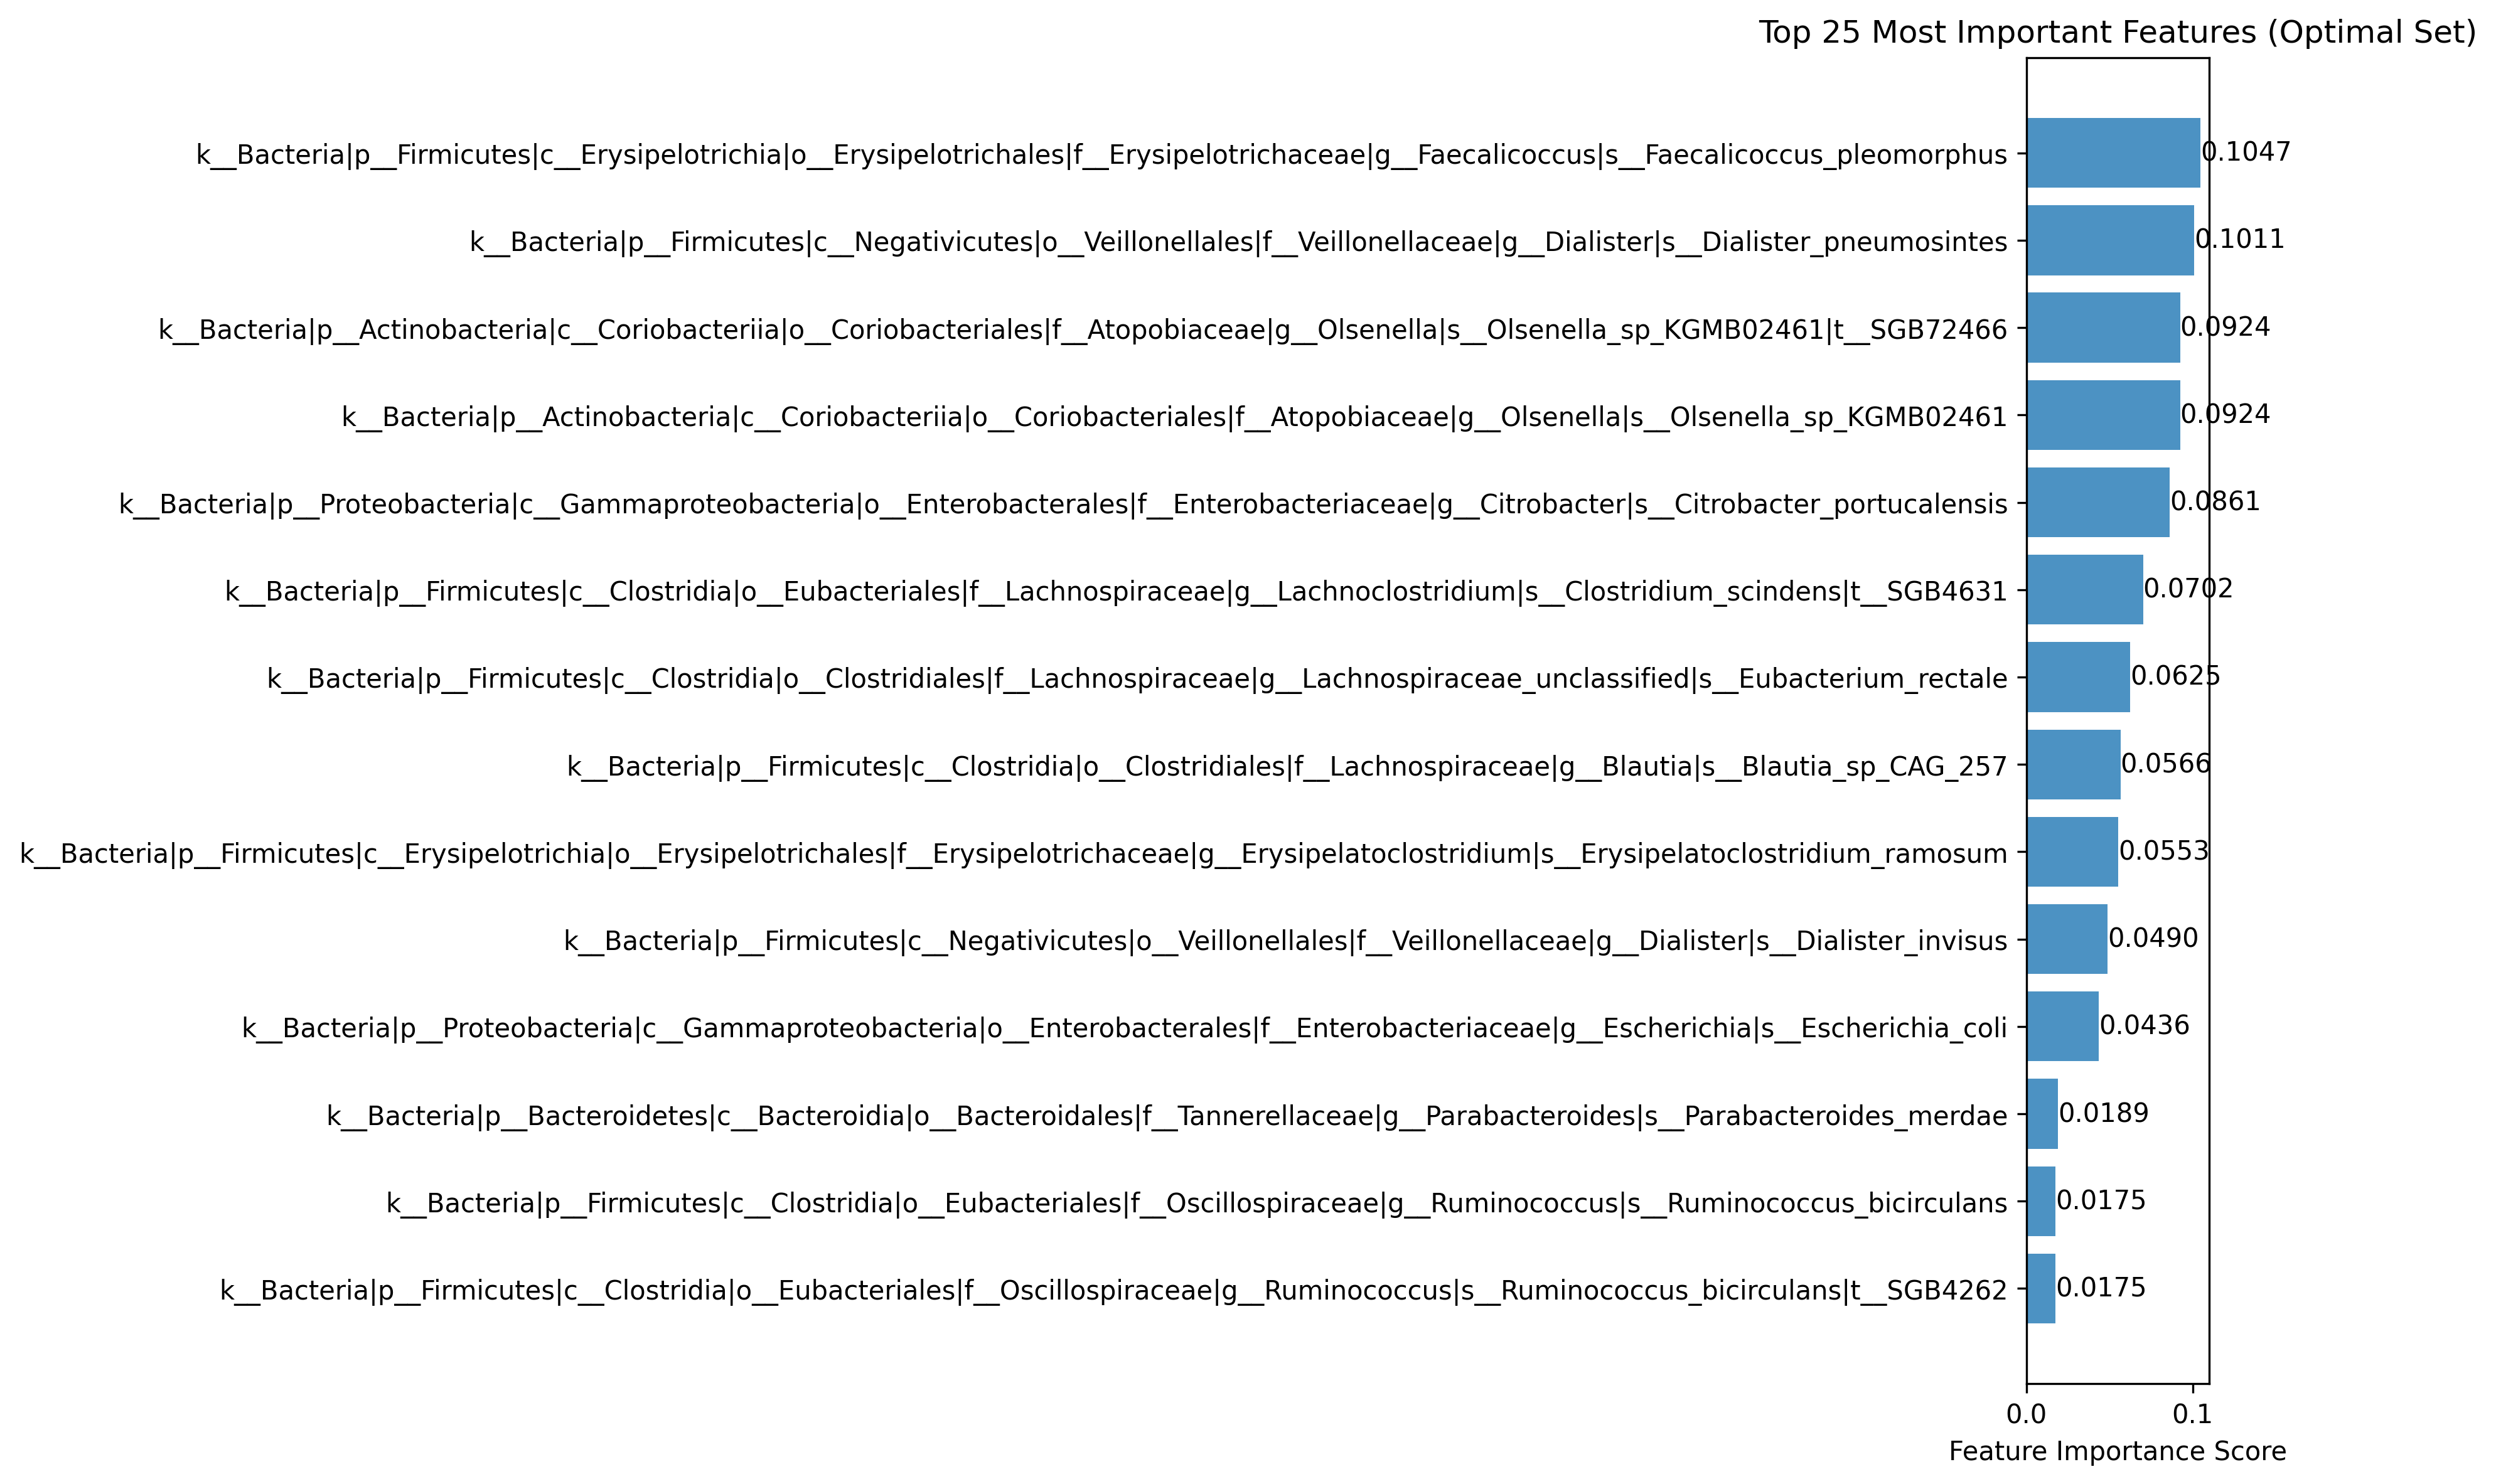 Top 25 Most Important Features (Optimal Set)
k__Bacteria|p__Firmicutes|c__Erysipelotrichia|o__Erysipelotrichales|f__Erysipelotrichaceae|g__Faecalicoccus|s__Faecalicoccus_pleomorphus 0.1047
k__Bacteria|p__Firmicutes|c__Negativicutes|o__Veillonellales|f__Veillonellaceae|g__Dialister|s__Dialister_pneumosintes 0.1011
k__Bacteria|p__Actinobacteria|c__Coriobacteriia|o__Coriobacteriales|f__Atopobiaceae|g__Olsenella|s__Olsenella_sp_KGMB02461|t__SGB72466 0.0924
k__Bacteria|p__Actinobacteria|c__Coriobacteriia|o__Coriobacteriales|f__Atopobiaceae|g__Olsenella|s__Olsenella_sp_KGMB02461 0.0924
k__Bacteria|p__Proteobacteria|c__Gammaproteobacteria|o__Enterobacterales|f__Enterobacteriaceae|g__Citrobacter|s__Citrobacter_portucalensis 0.0861
k__Bacteria|p__Firmicutes|c__Clostridia|o__Eubacteriales|f__Lachnospiraceae|g__Lachnoclostridium|s__Clostridium_scindens|t__SGB4631 0.0702
k__Bacteria|p__Firmicutes|c__Clostridia|o__Clostridiales|f__Lachnospiraceae|g__Lachnospiraceae_unclassified|s__Eubacterium_rectale 0.0625
k__Bacteria|p__Firmicutes|c__Clostridia|o__Clostridiales|f__Lachnospiraceae|g__Blautia|s__Blautia_sp_CAG_257 0.0566
k__Bacteria|p__Firmicutes|c__Erysipelotrichia|o__Erysipelotrichales|f__Erysipelotrichaceae|g__Erysipelatoclostridium|s__Erysipelatoclostridium_ramosum 0.0553
k__Bacteria|p__Firmicutes|c__Negativicutes|o__Veillonellales|f__Veillonellaceae|g__Dialister|s__Dialister_invisus 0.0490
k__Bacteria|p__Proteobacteria|c__Gammaproteobacteria|o__Enterobacterales|f__Enterobacteriaceae|g__Escherichia|s__Escherichia_coli 0.0436
k__Bacteria|p__Bacteroidetes|c__Bacteroidia|o__Bacteroidales|f__Tannerellaceae|g__Parabacteroides|s__Parabacteroides_merdae 0.0189
k__Bacteria|p__Firmicutes|c__Clostridia|o__Eubacteriales|f__Oscillospiraceae|g__Ruminococcus|s__Ruminococcus_bicirculans 0.0175
k__Bacteria|p__Firmicutes|c__Clostridia|o__Eubacteriales|f__Oscillospiraceae|g__Ruminococcus|s__Ruminococcus_bicirculans|t__SGB4262 0.0175
0.0 0.1
Feature Importance Score